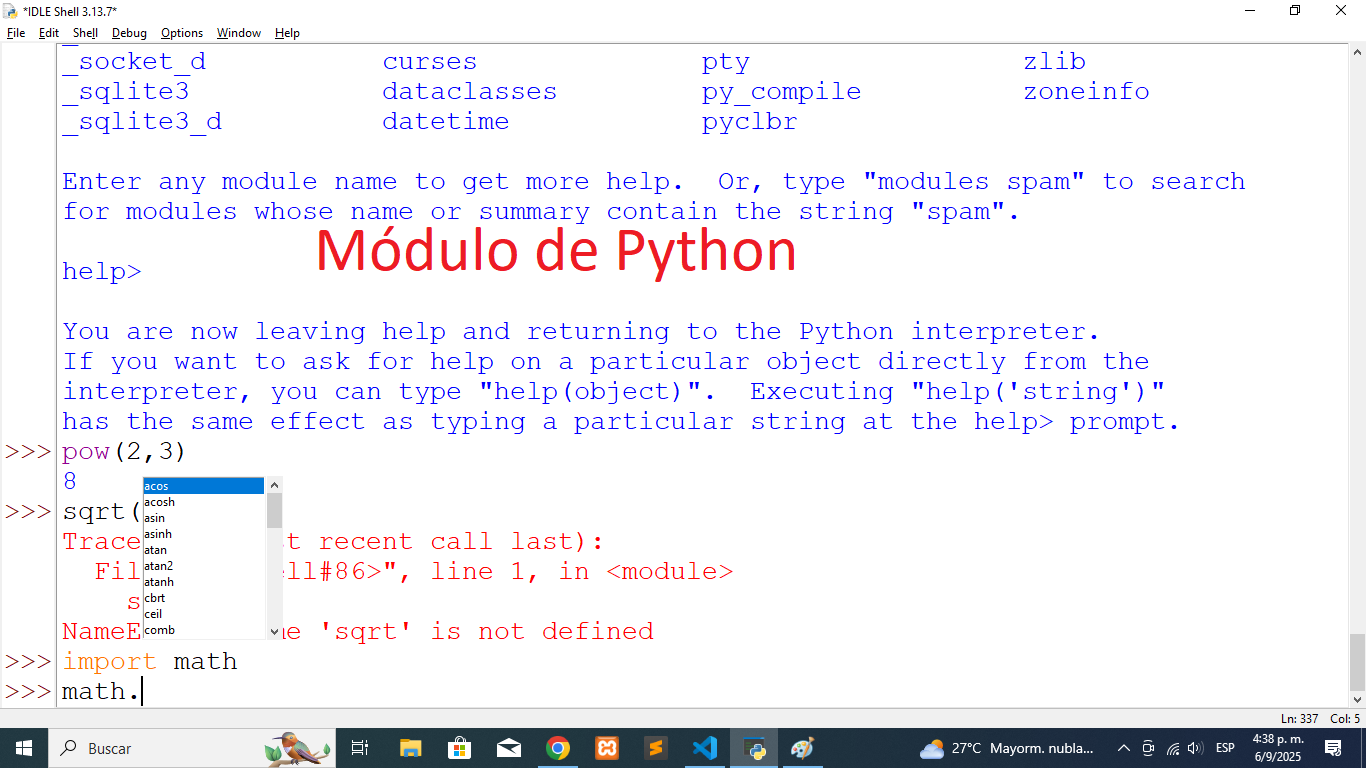 *IDLE Shell 3.13.7*
File Edit Shell Debug Options Window Help
_socket_d curses pty zlib
_sqlite3 dataclasses py_compile zoneinfo
_sqlite3_d datetime pyclbr
Enter any module name to get more help.  Or, type "modules spam" to search
for modules whose name or summary contain the string "spam".
Módulo de Python
help>
You are now leaving help and returning to the Python interpreter.
If you want to ask for help on a particular object directly from the
interpreter, you can type "help(object)".  Executing "help('string')"
has the same effect as typing a particular string at the help> prompt.
>>> pow(2,3)
8
acos
acosh
asin
asinh
atan
atan2
atanh
cbrt
ceil
comb
>>> sqrt(
Trace t recent call last):
Fil ell#86>", line 1, in <module>
s
NameE e 'sqrt' is not defined
>>> import math
>>> math.
Ln: 337 Col: 5
Buscar
27°C Mayorm. nubla...
ESP
4:38 p. m.
6/9/2025